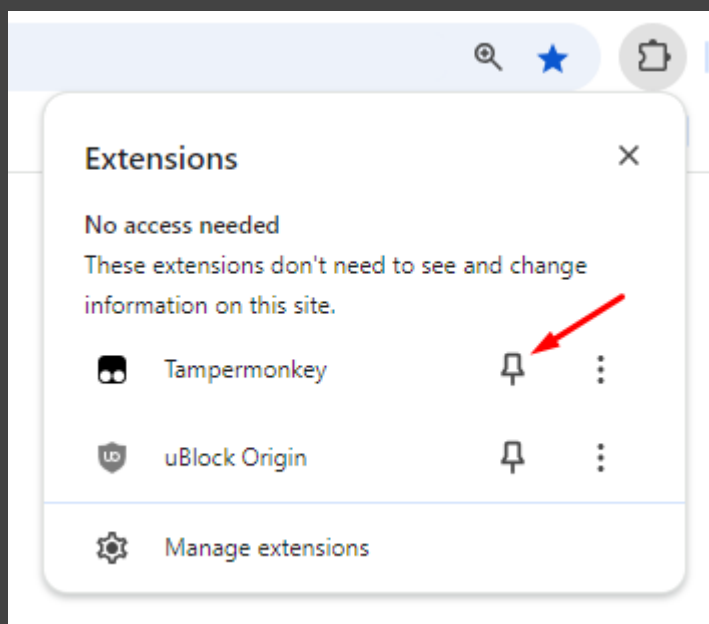 Extensions
No access needed
These extensions don't need to see and change
information on this site.
Tampermonkey
uBlock Origin
Manage extensions